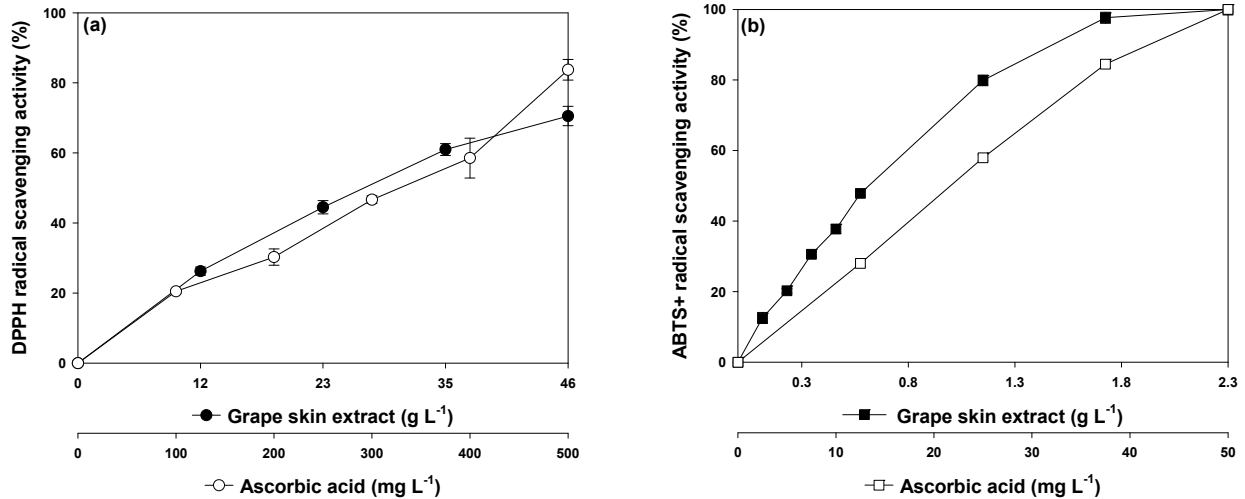 (a)
DPPH radical scavenging activity (%)
100
80
60
40
20
0
0 12 23 35 46
Grape skin extract (g L⁻¹)
0 100 200 300 400 500
Ascorbic acid (mg L⁻¹)
(b)
ABTS+ radical scavenging activity (%)
100
80
60
40
20
0
0.3 0.8 1.3 1.8 2.3
Grape skin extract (g L⁻¹)
0 10 20 30 40 50
Ascorbic acid (mg L⁻¹)